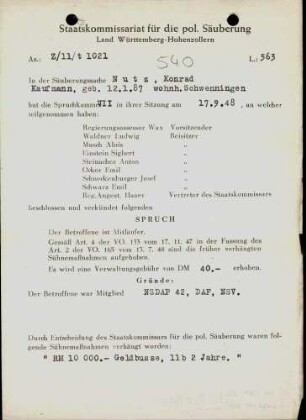 Staatskommissariat für die pol. Säuberung
Land Württemberg-Hohenzollern
Az.: Z/11/t 1021
540
L: 363
In der Säuberungssache Nutz, Konrad
Kaufmann, geb. 12.1.87 wohnh. Schwenningen
hat die Spruchkammer VII in ihrer Sitzung am 17.9.48, an welcher
teilgenommen haben:
Regierungsassessor Wax Vorsitzender
Waldner Ludwig Beisitzer
Mauch Alois "
Einstein Sigbert "
Steinacher Anton "
Ocker Emil "
Schnekenburger Josef "
Schwarz Emil "
Reg.Angest. Hauer Vertreter des Staatskommissars
beschlossen und verkündet folgenden
SPRUCH
Der Betroffene ist Mitläufer.
Gemäß Art. 4 der VO. 133 vom 17. 11. 47 in der Fassung des
Art. 2 der VO. 165 vom 13. 7. 48 sind die früher verhängten
Sühnemaßnahmen aufgehoben.
Es wird eine Verwaltungsgebühr von DM 40.- erhoben.
Gründe:
Der Betroffene war Mitglied NSDAP 42, DAF, NSV.
Durch Entscheidung des Staatskommissars für die pol. Säuberung waren fol-
gende Sühnemaßnahmen verhängt worden:
" RM 10 000.- Geldbusse, 11b 2 Jahre. "